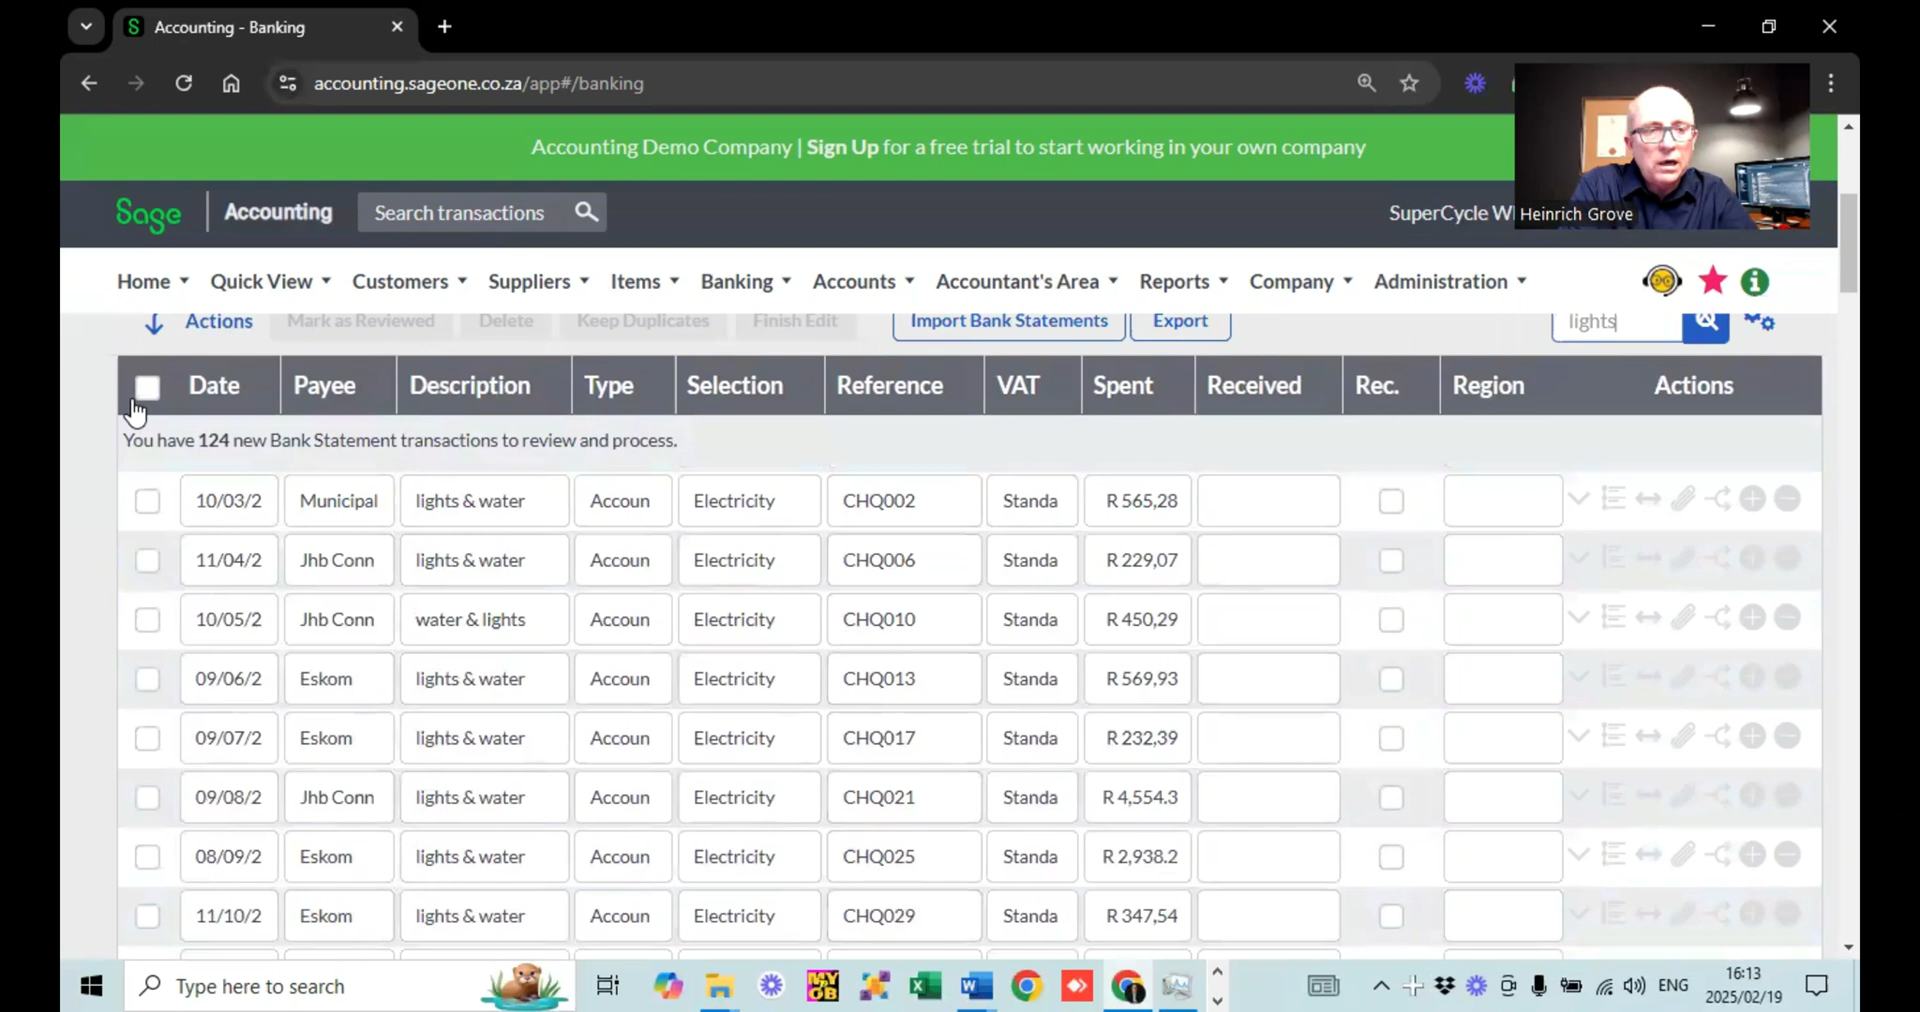 Accounting - Banking
accounting.sageone.co.za/app#/banking
Accounting Demo Company | Sign Up for a free trial to start working in your own company
Sage Accounting Search transactions SuperCycle W
Heinrich Grove
Home Quick View Customers Suppliers Items Banking Accounts Accountant's Area Reports Company Administration
Actions Mark as Reviewed Delete Keep Duplicates Finish Edit Import Bank Statements Export lights
Date Payee Description Type Selection Reference VAT Spent Received Rec. Region Actions
You have 124 new Bank Statement transactions to review and process.
10/03/2 Municipal lights & water Accoun Electricity CHQ002 Standa R 565,28
11/04/2 Jhb Conn lights & water Accoun Electricity CHQ006 Standa R 229,07
10/05/2 Jhb Conn water & lights Accoun Electricity CHQ010 Standa R 450,29
09/06/2 Eskom lights & water Accoun Electricity CHQ013 Standa R 569,93
09/07/2 Eskom lights & water Accoun Electricity CHQ017 Standa R 232,39
09/08/2 Jhb Conn lights & water Accoun Electricity CHQ021 Standa R 4,554.3
08/09/2 Eskom lights & water Accoun Electricity CHQ025 Standa R 2,938.2
11/10/2 Eskom lights & water Accoun Electricity CHQ029 Standa R 347,54
Type here to search MYOB ENG 16:13
2025/02/19